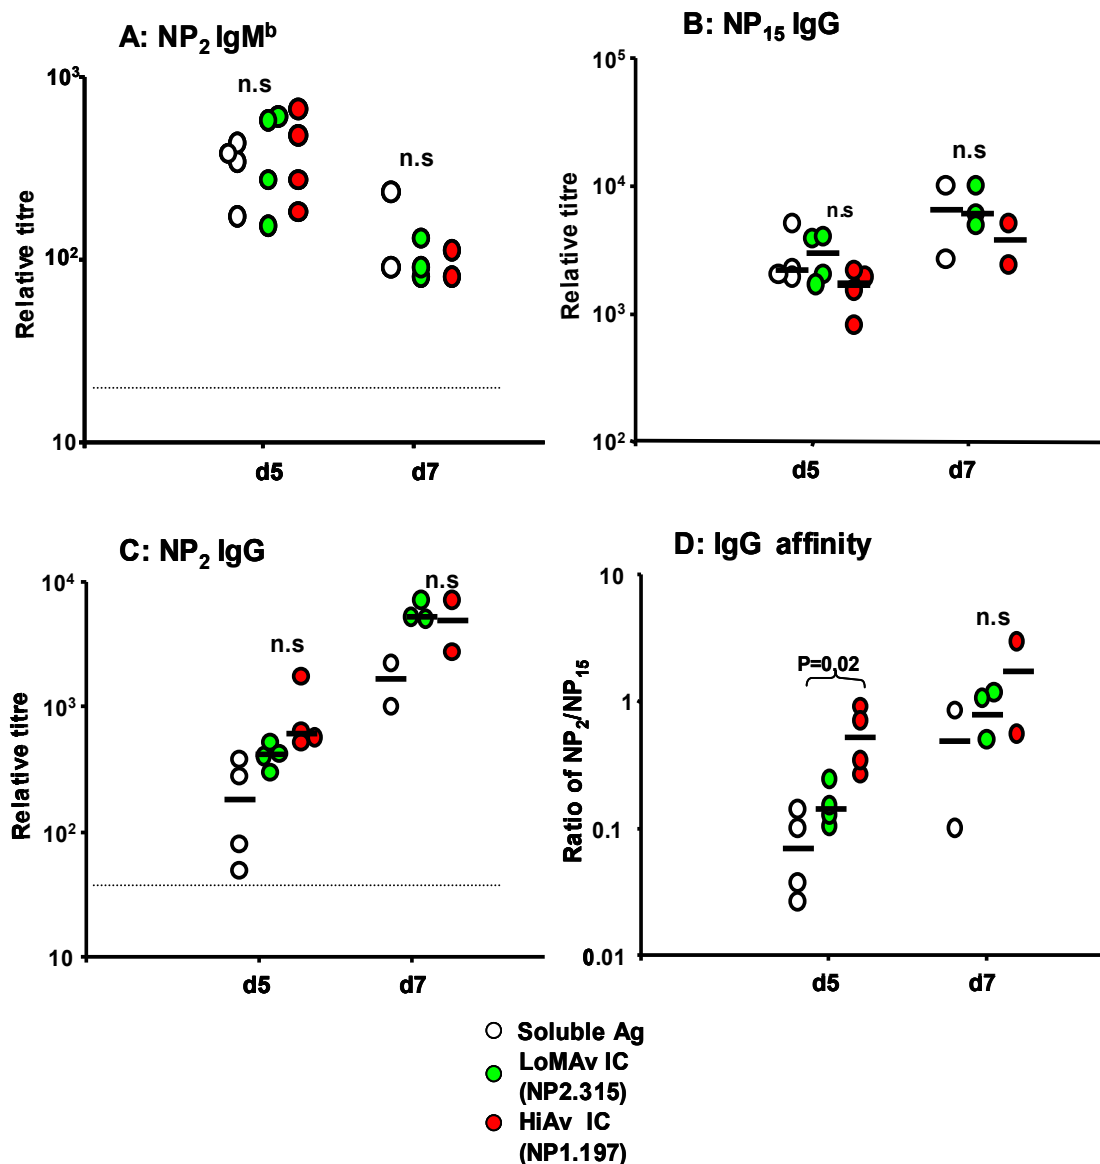 A: NP2 IgMb
10³
n.s
n.s
10²
10
Relative titre
d5
d7
B: NP15 IgG
10⁵
n.s
10⁴
n.s
10³
10²
Relative titre
d5
d7
C: NP2 IgG
10⁴
n.s
n.s
10³
10²
10
Relative titre
d5
d7
D: IgG affinity
10
n.s
P=0.02
1
0.1
0.01
Ratio of NP2/NP15
d5
d7
Soluble Ag
LoMAv IC
(NP2.315)
HiAv IC
(NP1.197)